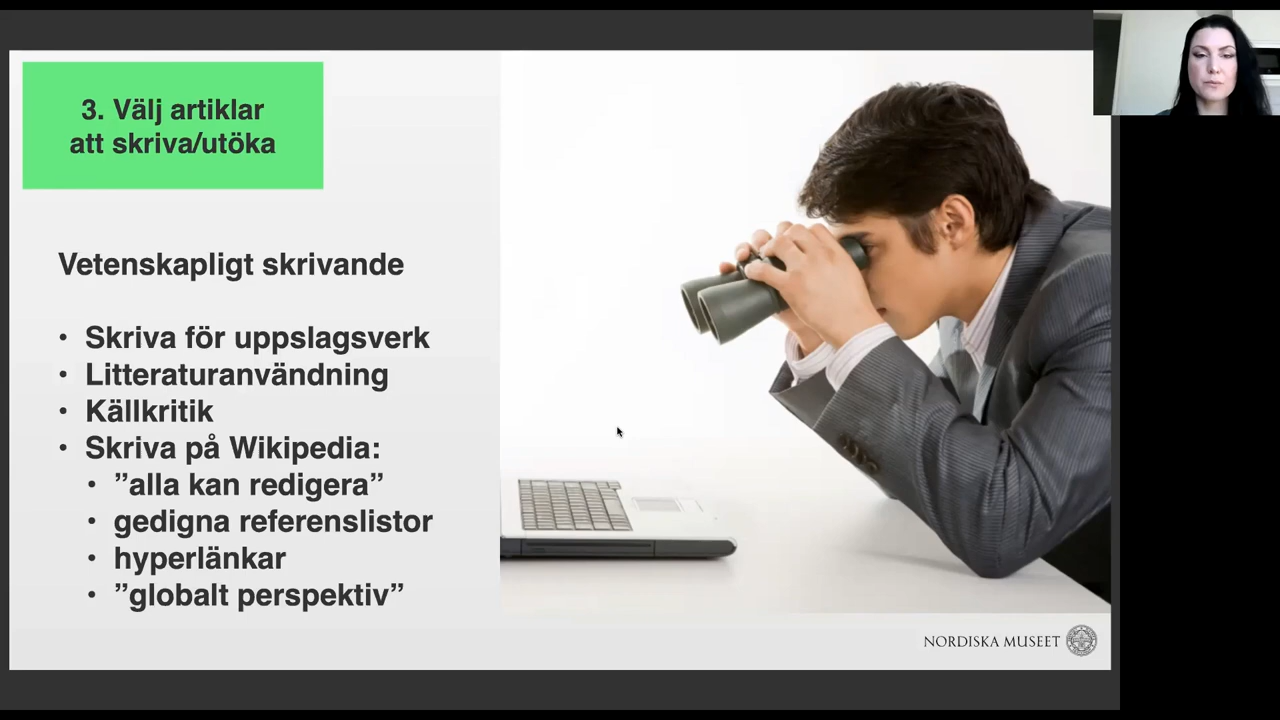 3. Välj artiklar
att skriva/utöka
Vetenskapligt skrivande
• Skriva för uppslagsverk
• Litteraturanvändning
• Källkritik
• Skriva på Wikipedia:
• ”alla kan redigera”
• gedigna referenslistor
• hyperlänkar
• ”globalt perspektiv”
NORDISKA MUSEET